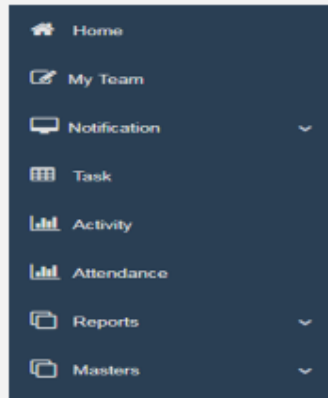 Home
My Team
Notification
Task
Activity
Attendance
Reports
Masters